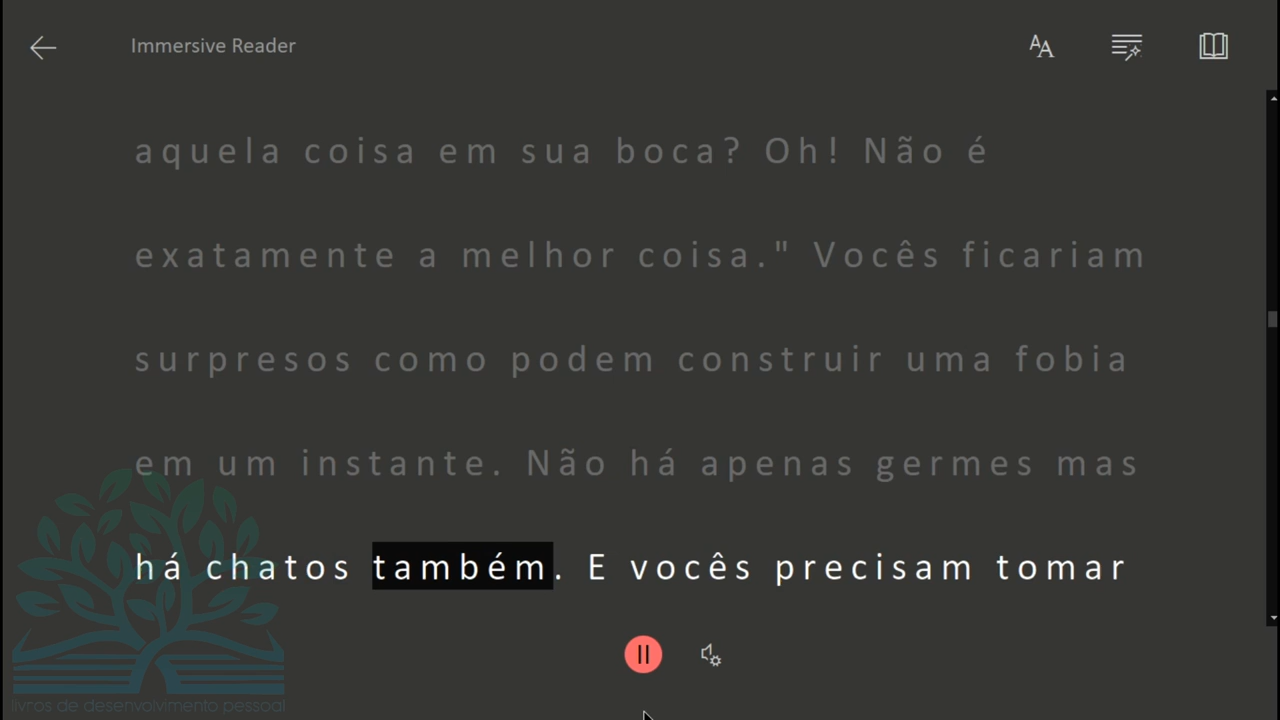 Immersive Reader
aquela coisa em sua boca? Oh! Não é
exatamente a melhor coisa." Vocês ficariam
surpresos como podem construir uma fobia
em um instante. Não há apenas germes mas
há chatos também. E vocês precisam tomar
livros de desenvolvimento pessoal